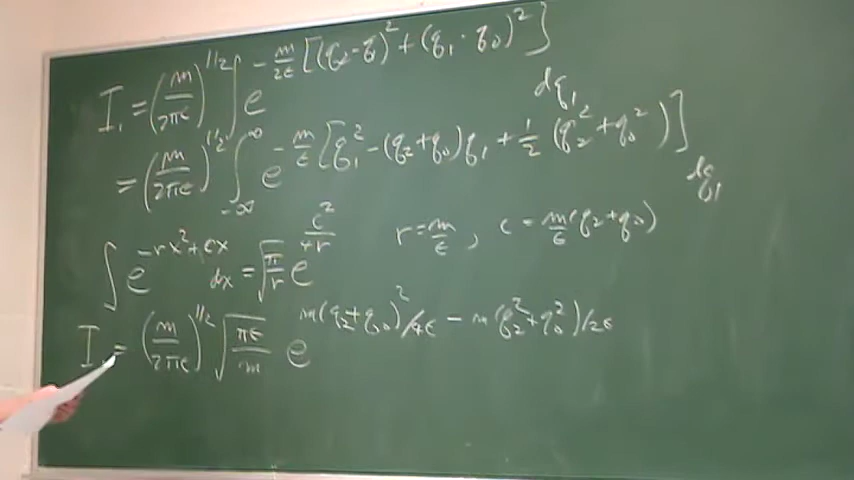 I₁ = (m/2πε)^{1/2} ∫ e^{-m/2ε [(q₂-q)² + (q₁ · q₀)²]} dq₁
= (m/2πε)^{1/2} ∫_{-∞}^{∞} e^{-m/ε [q₁² - (q₂+q₀)q₁ + 1/2 (q₂² + q₀²)]} dq₁
∫ e^{-rx²+cx} dx = √(π/r) e^{c²/4r} r = m/ε , c = m/ε (q₂+q₀)
I₁ = (m/2πε)^{1/2} √(πε/m) e^{m(q₂+q₀)²/4ε - m(q₂²+q₀²)/2ε}